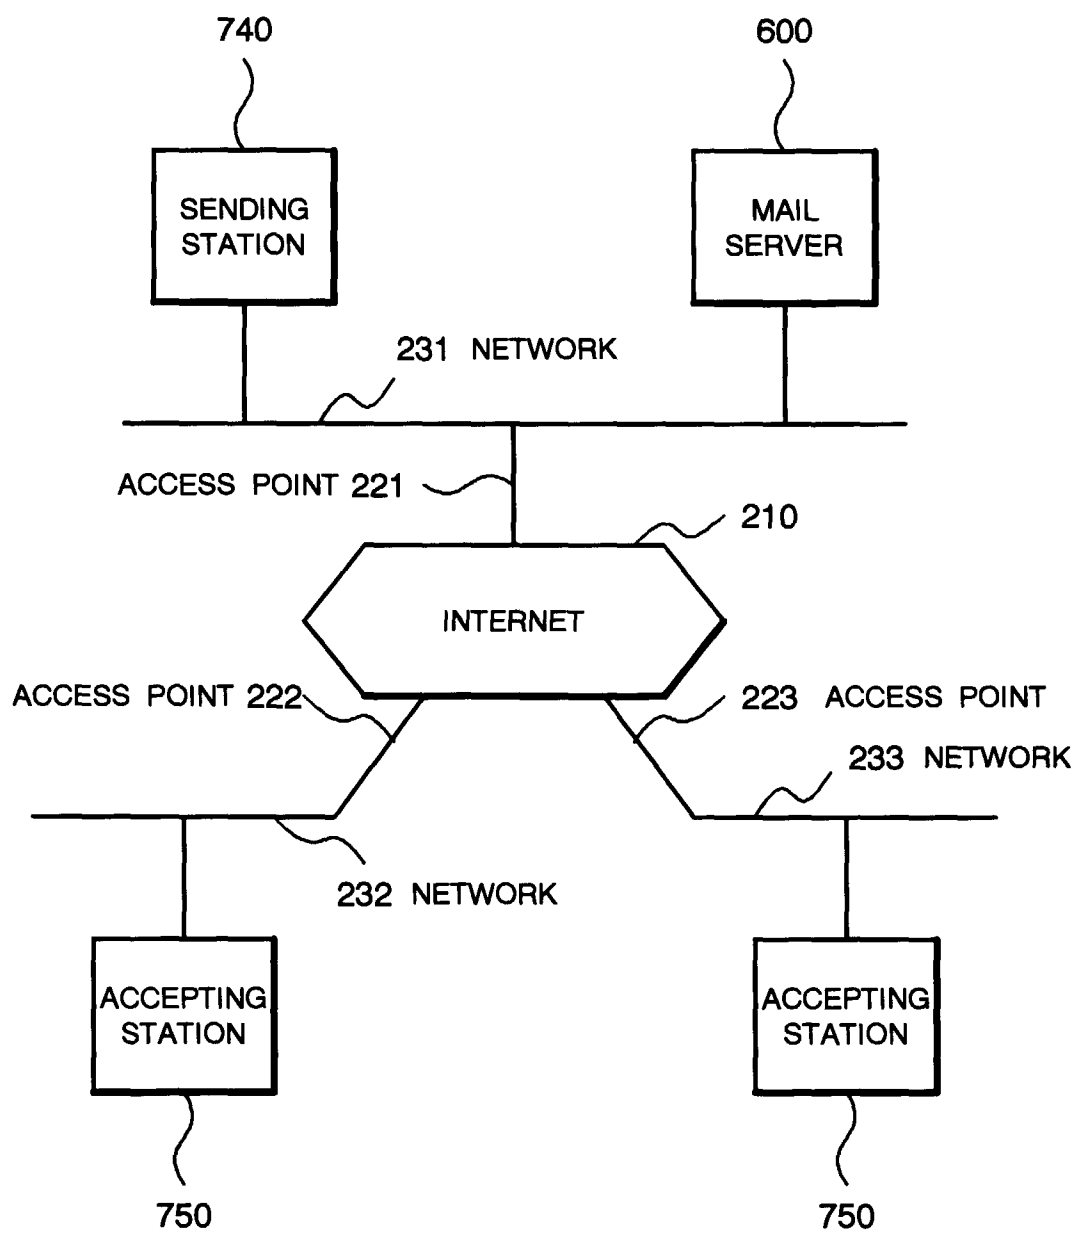 740
600
SENDING
STATION
MAIL
SERVER
231 NETWORK
ACCESS POINT 221
210
INTERNET
ACCESS POINT 222
223 ACCESS POINT
233 NETWORK
232 NETWORK
ACCEPTING
STATION
ACCEPTING
STATION
750
750